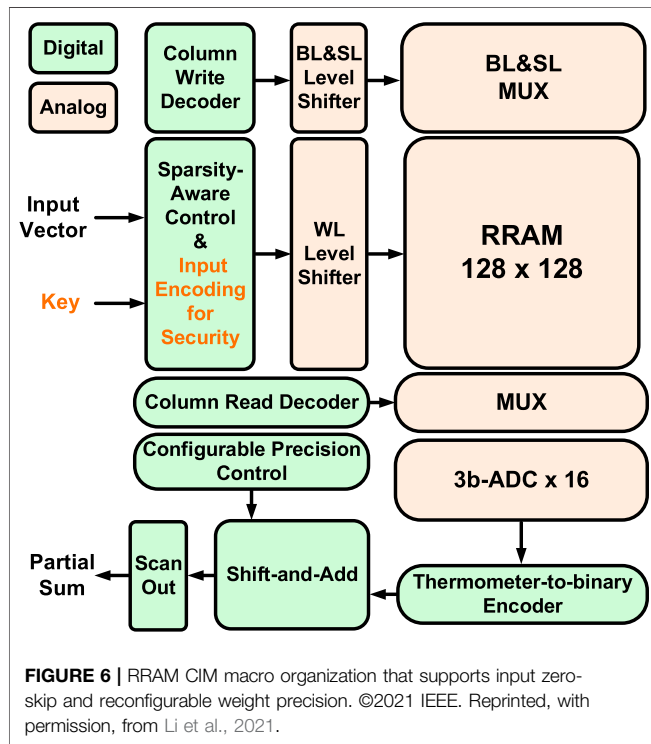 Digital
Analog
Column
Write
Decoder
BL&SL
Level
Shifter
BL&SL
MUX
Input
Vector
Key
Sparsity-
Aware
Control
&
Input
Encoding
for
Security
WL
Level
Shifter
RRAM
128 x 128
Column Read Decoder
MUX
Configurable Precision
Control
3b-ADC x 16
Partial
Sum
Scan
Out
Shift-and-Add
Thermometer-to-binary
Encoder
FIGURE 6 | RRAM CIM macro organization that supports input zero-
skip and reconfigurable weight precision. ©2021 IEEE. Reprinted, with
permission, from Li et al., 2021.